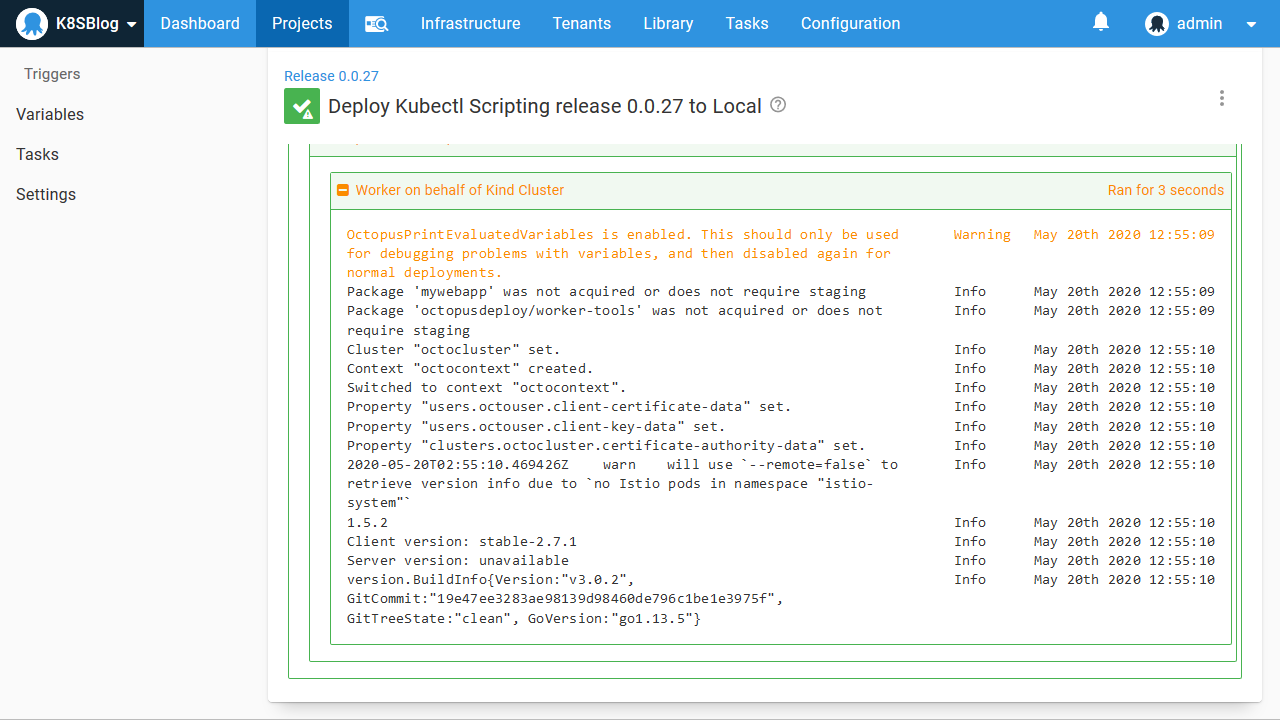 K8SBlog Dashboard Projects Infrastructure Tenants Library Tasks Configuration admin
Triggers
Variables
Tasks
Settings
Release 0.0.27
Deploy Kubectl Scripting release 0.0.27 to Local
Worker on behalf of Kind Cluster Ran for 3 seconds
OctopusPrintEvaluatedVariables is enabled. This should only be used Warning May 20th 2020 12:55:09
for debugging problems with variables, and then disabled again for
normal deployments.
Package 'mywebapp' was not acquired or does not require staging Info May 20th 2020 12:55:09
Package 'octopusdeploy/worker-tools' was not acquired or does not Info May 20th 2020 12:55:09
require staging
Cluster "octocluster" set. Info May 20th 2020 12:55:10
Context "octocontext" created. Info May 20th 2020 12:55:10
Switched to context "octocontext". Info May 20th 2020 12:55:10
Property "users.octouser.client-certificate-data" set. Info May 20th 2020 12:55:10
Property "users.octouser.client-key-data" set. Info May 20th 2020 12:55:10
Property "clusters.octocluster.certificate-authority-data" set. Info May 20th 2020 12:55:10
2020-05-20T02:55:10.469426Z warn will use `--remote=false` to Info May 20th 2020 12:55:10
retrieve version info due to `no Istio pods in namespace "istio-
system"`
1.5.2 Info May 20th 2020 12:55:10
Client version: stable-2.7.1 Info May 20th 2020 12:55:10
Server version: unavailable Info May 20th 2020 12:55:10
version.BuildInfo{Version:"v3.0.2", Info May 20th 2020 12:55:10
GitCommit:"19e47ee3283ae98139d98460de796c1be1e3975f",
GitTreeState:"clean", GoVersion:"go1.13.5"}